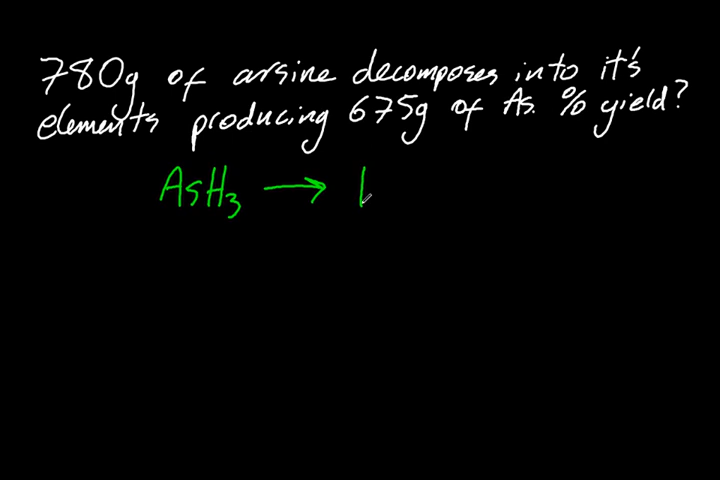 780g of arsine decomposes into it's
elements producing 675g of As. % yield?
AsH₃ → |